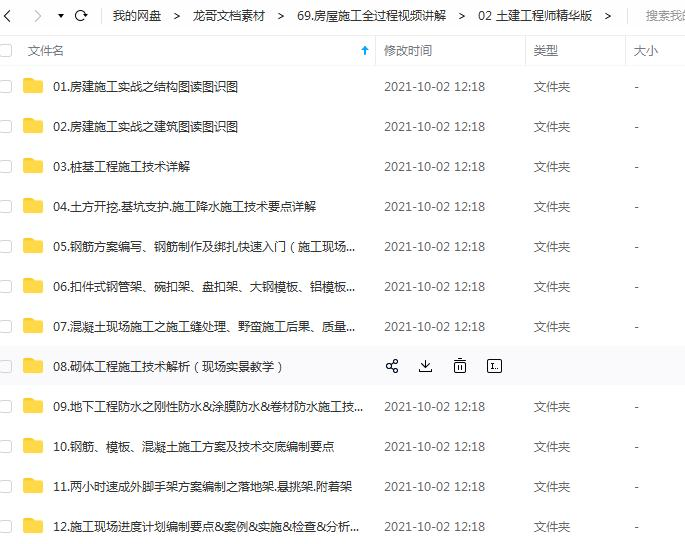 我的网盘 > 龙哥文档素材 > 69.房屋施工全过程视频讲解 > 02 土建工程师精华版 > 搜索我的
文件名 修改时间 类型 大小
01.房建施工实战之结构图读图识图 2021-10-02 12:18 文件夹 -
02.房建施工实战之建筑图读图识图 2021-10-02 12:18 文件夹 -
03.桩基工程施工技术详解 2021-10-02 12:18 文件夹 -
04.土方开挖.基坑支护.施工降水施工技术要点详解 2021-10-02 12:18 文件夹 -
05.钢筋方案编写、钢筋制作及绑扎快速入门（施工现场... 2021-10-02 12:18 文件夹 -
06.扣件式钢管架、碗扣架、盘扣架、大钢模板、铝模板... 2021-10-02 12:18 文件夹 -
07.混凝土现场施工之施工缝处理、野蛮施工后果、质量... 2021-10-02 12:18 文件夹 -
08.砌体工程施工技术解析（现场实景教学）
09.地下工程防水之刚性防水&涂膜防水&卷材防水施工技... 2021-10-02 12:18 文件夹 -
10.钢筋、模板、混凝土施工方案及技术交底编制要点 2021-10-02 12:18 文件夹 -
11.两小时速成外脚手架方案编制之落地架.悬挑架.附着架 2021-10-02 12:18 文件夹 -
12.施工现场进度计划编制要点&案例&实施&检查&分析... 2021-10-02 12:18 文件夹 -